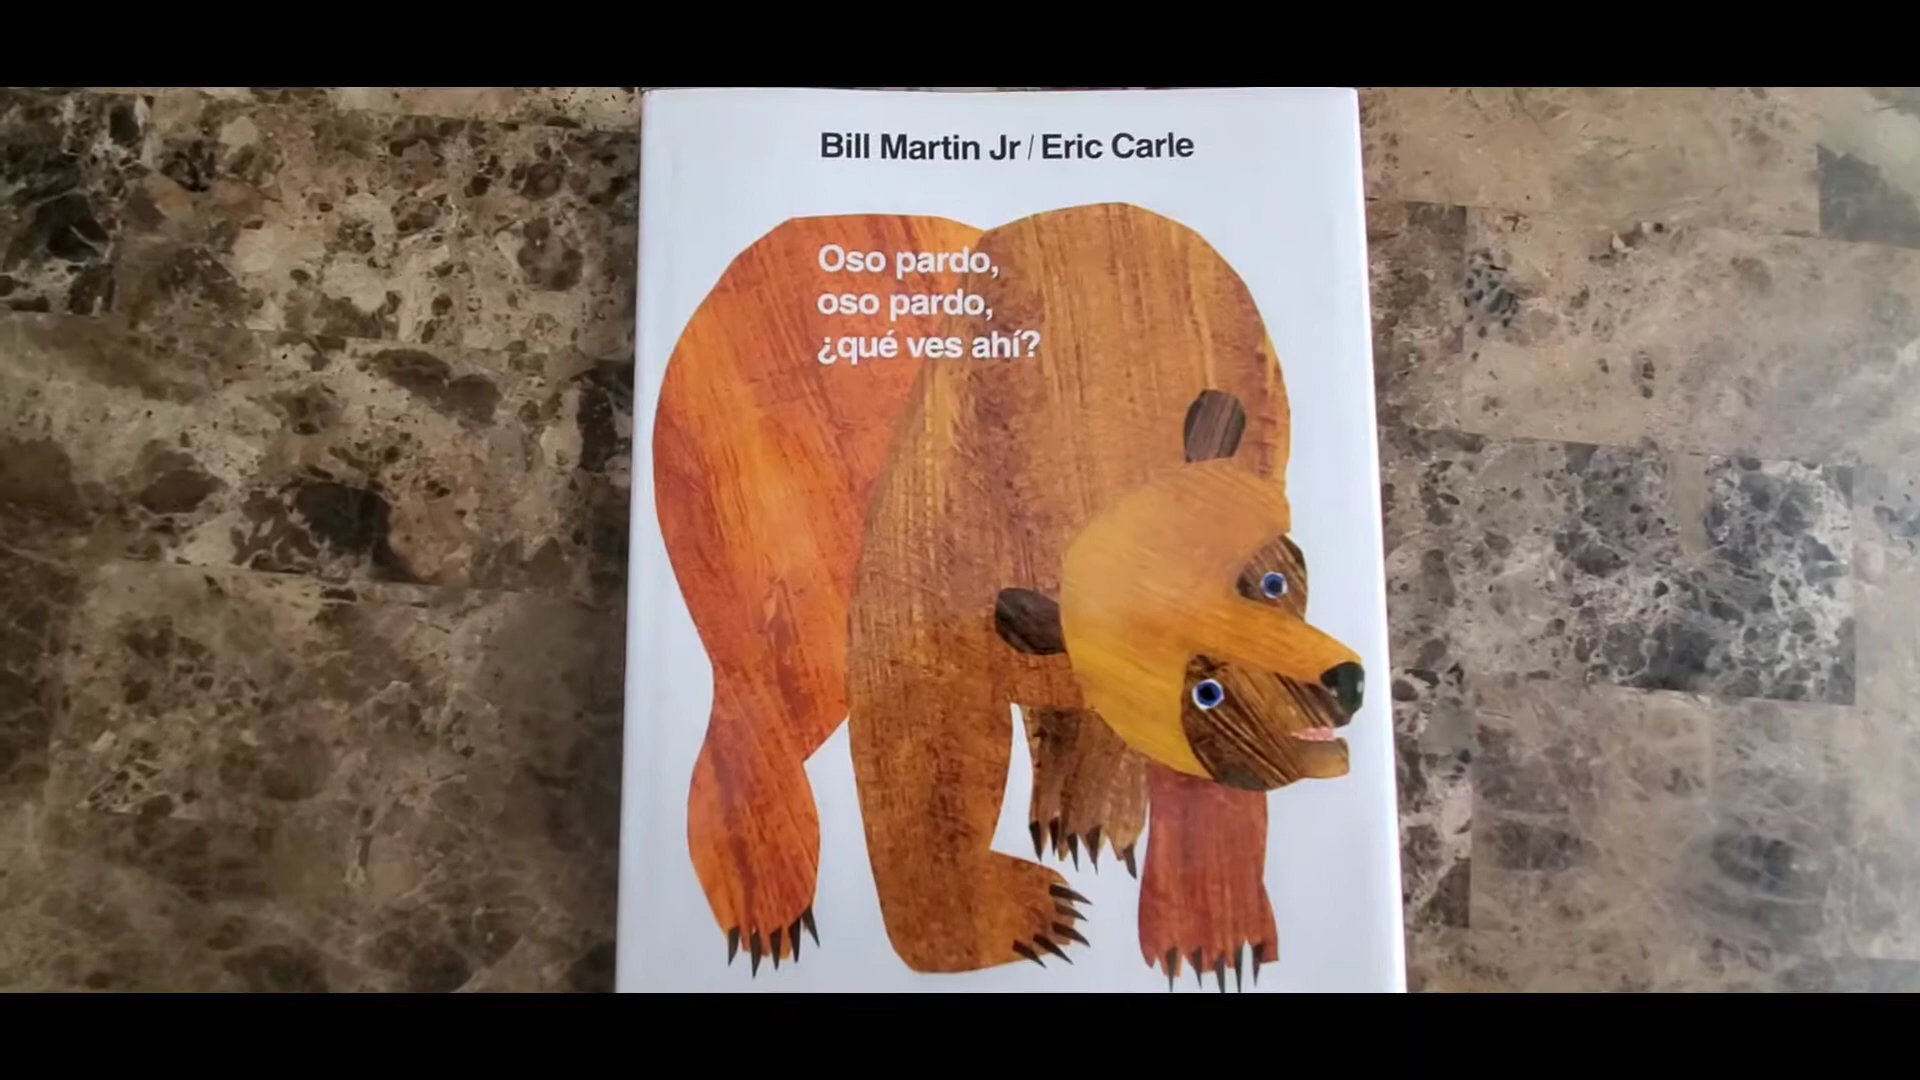 Bill Martin Jr / Eric Carle
Oso pardo,
oso pardo,
¿qué ves ahí?